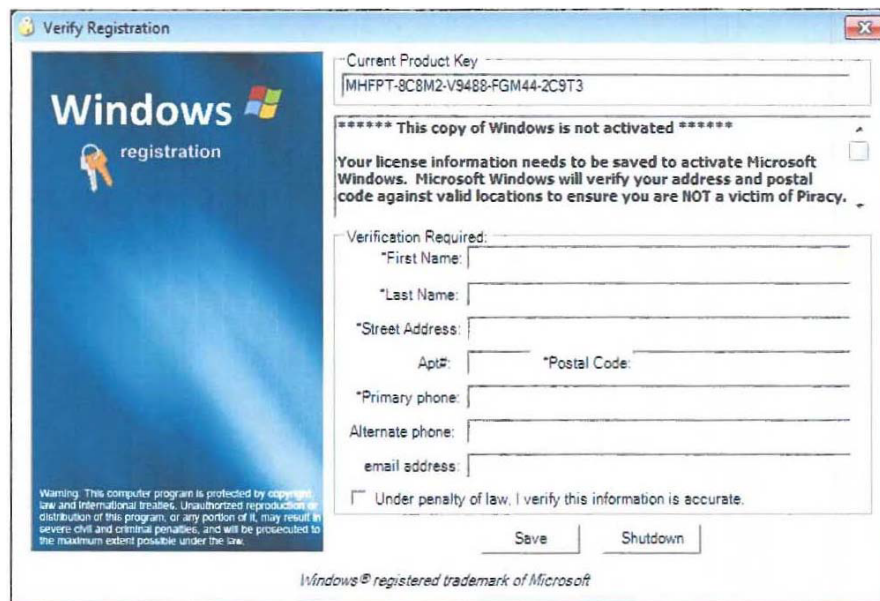 Verify Registration
Windows
registration
Warning: This computer program is protected by copyright
law and international treaties. Unauthorized reproduction or
distribution of this program, or any portion of it, may result in
severe civil and criminal penalties, and will be prosecuted to
the maximum extent possible under the law.
Current Product Key
MHFPT-8C8M2-V9488-FGM44-2C9T3
****** This copy of Windows is not activated ******
Your license information needs to be saved to activate Microsoft
Windows. Microsoft Windows will verify your address and postal
code against valid locations to ensure you are NOT a victim of Piracy.
Verification Required:
*First Name:
*Last Name:
*Street Address:
Apt#: *Postal Code:
*Primary phone:
Alternate phone:
email address:
Under penalty of law, I verify this information is accurate.
Save Shutdown
Windows® registered trademark of Microsoft